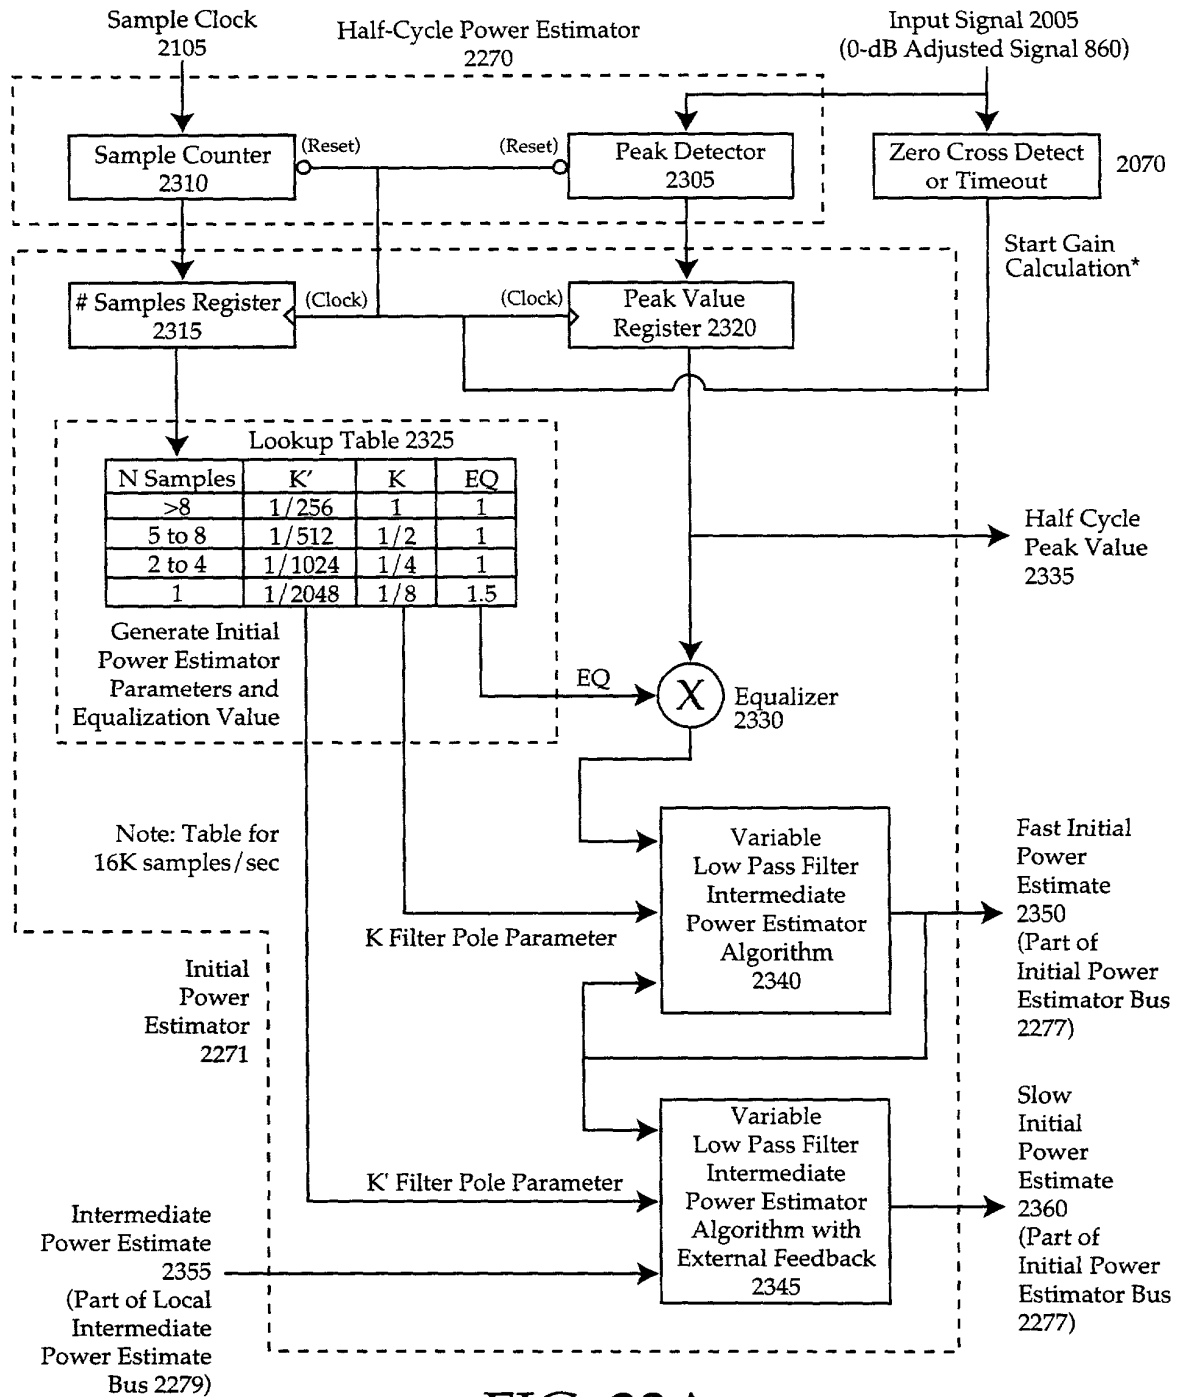 Sample Clock
2105
Half-Cycle Power Estimator
2270
Input Signal 2005
(0-dB Adjusted Signal 860)
Sample Counter
2310
(Reset)
(Reset)
Peak Detector
2305
Zero Cross Detect
or Timeout
2070
Start Gain
Calculation*
# Samples Register
2315
(Clock)
(Clock)
Peak Value
Register 2320
Lookup Table 2325
N Samples K′ K EQ
>8 1/256 1 1
5 to 8 1/512 1/2 1
2 to 4 1/1024 1/4 1
1 1/2048 1/8 1.5
Generate Initial
Power Estimator
Parameters and
Equalization Value
Half Cycle
Peak Value
2335
EQ
X
Equalizer
2330
Note: Table for
16K samples/sec
Variable
Low Pass Filter
Intermediate
Power Estimator
Algorithm
2340
K Filter Pole Parameter
Fast Initial
Power
Estimate
2350
(Part of
Initial Power
Estimator Bus
2277)
Initial
Power
Estimator
2271
Variable
Low Pass Filter
Intermediate
Power Estimator
Algorithm with
External Feedback
2345
K' Filter Pole Parameter
Slow
Initial
Power
Estimate
2360
(Part of
Initial Power
Estimator Bus
2277)
Intermediate
Power Estimate
2355
(Part of Local
Intermediate
Power Estimate
Bus 2279)